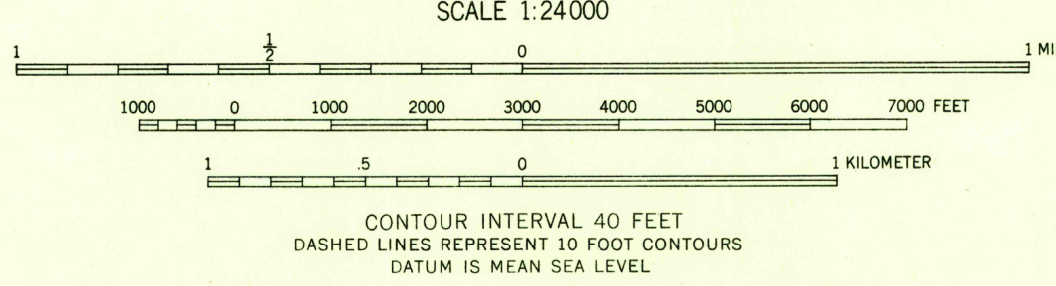 SCALE 1:24000
1 1/2 0 1 MI
1000 0 1000 2000 3000 4000 5000 6000 7000 FEET
1 .5 0 1 KILOMETER
CONTOUR INTERVAL 40 FEET
DASHED LINES REPRESENT 10 FOOT CONTOURS
DATUM IS MEAN SEA LEVEL